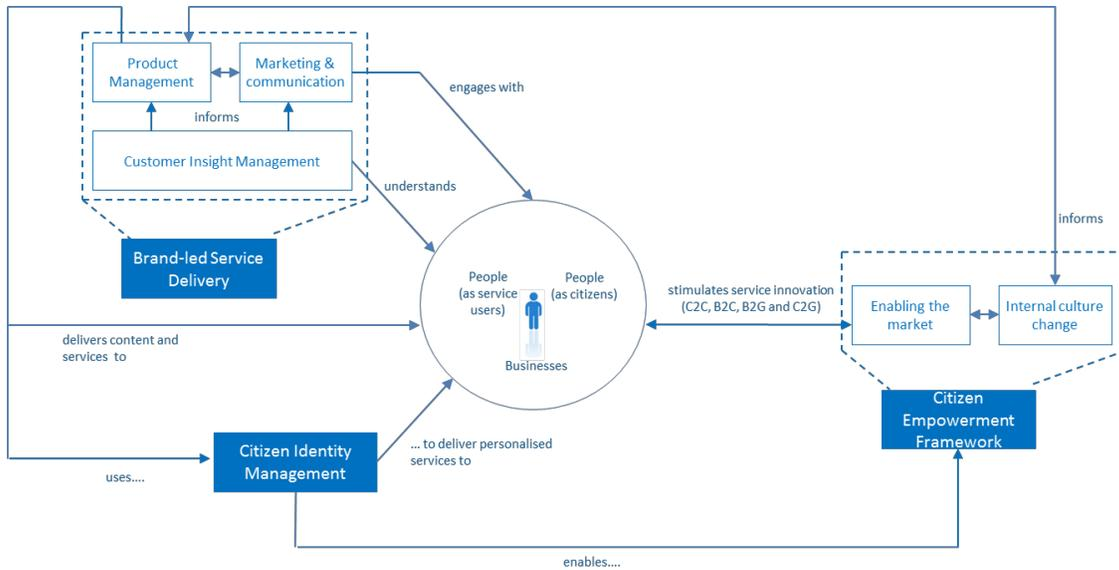 Product
Management
Marketing &
communication
engages with
informs
Customer Insight Management
understands
informs
Brand-led Service
Delivery
People
(as service
users)
People
(as citizens)
Businesses
stimulates service innovation
(C2C, B2C, B2G and C2G)
Enabling the
market
Internal culture
change
delivers content and
services to
Citizen
Empowerment
Framework
Citizen Identity
Management
... to deliver personalised
services to
uses....
enables....